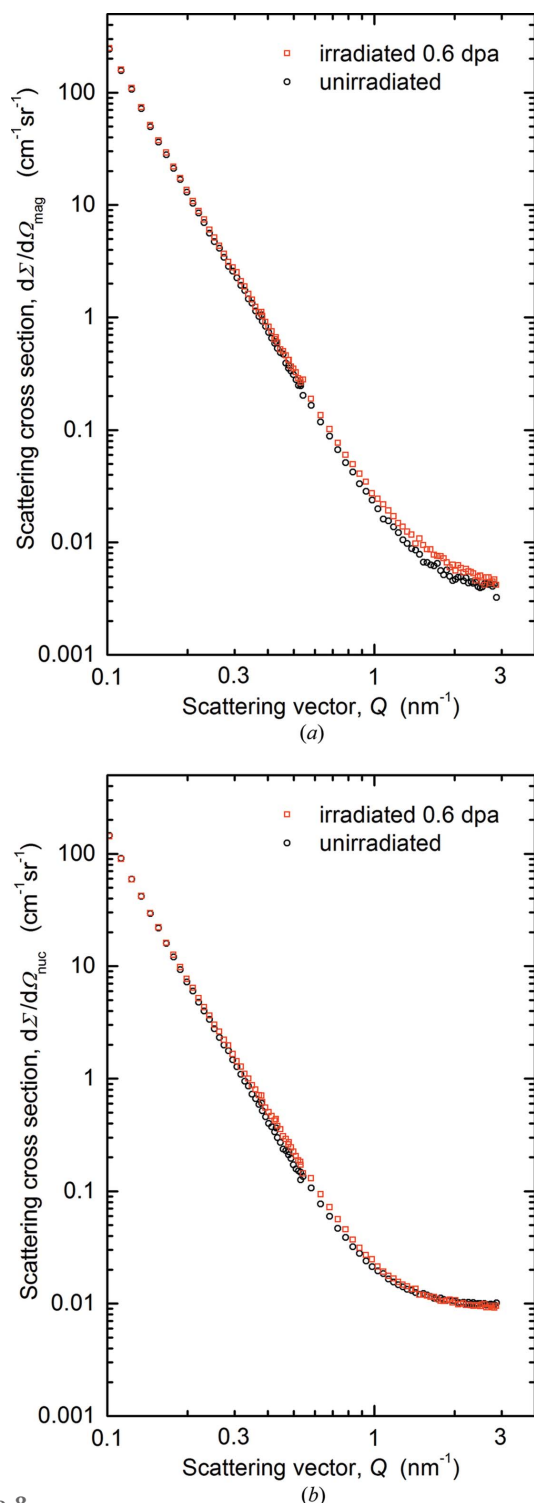 irradiated 0.6 dpa
unirradiated
100
10
1
0.1
0.01
0.001
Scattering cross section, dΣ/dΩmag (cm⁻¹sr⁻¹)
0.1 0.3 1 3
Scattering vector, Q (nm⁻¹)
(a)
irradiated 0.6 dpa
unirradiated
100
10
1
0.1
0.01
0.001
Scattering cross section, dΣ/dΩnuc (cm⁻¹sr⁻¹)
0.1 0.3 1 3
Scattering vector, Q (nm⁻¹)
(b)